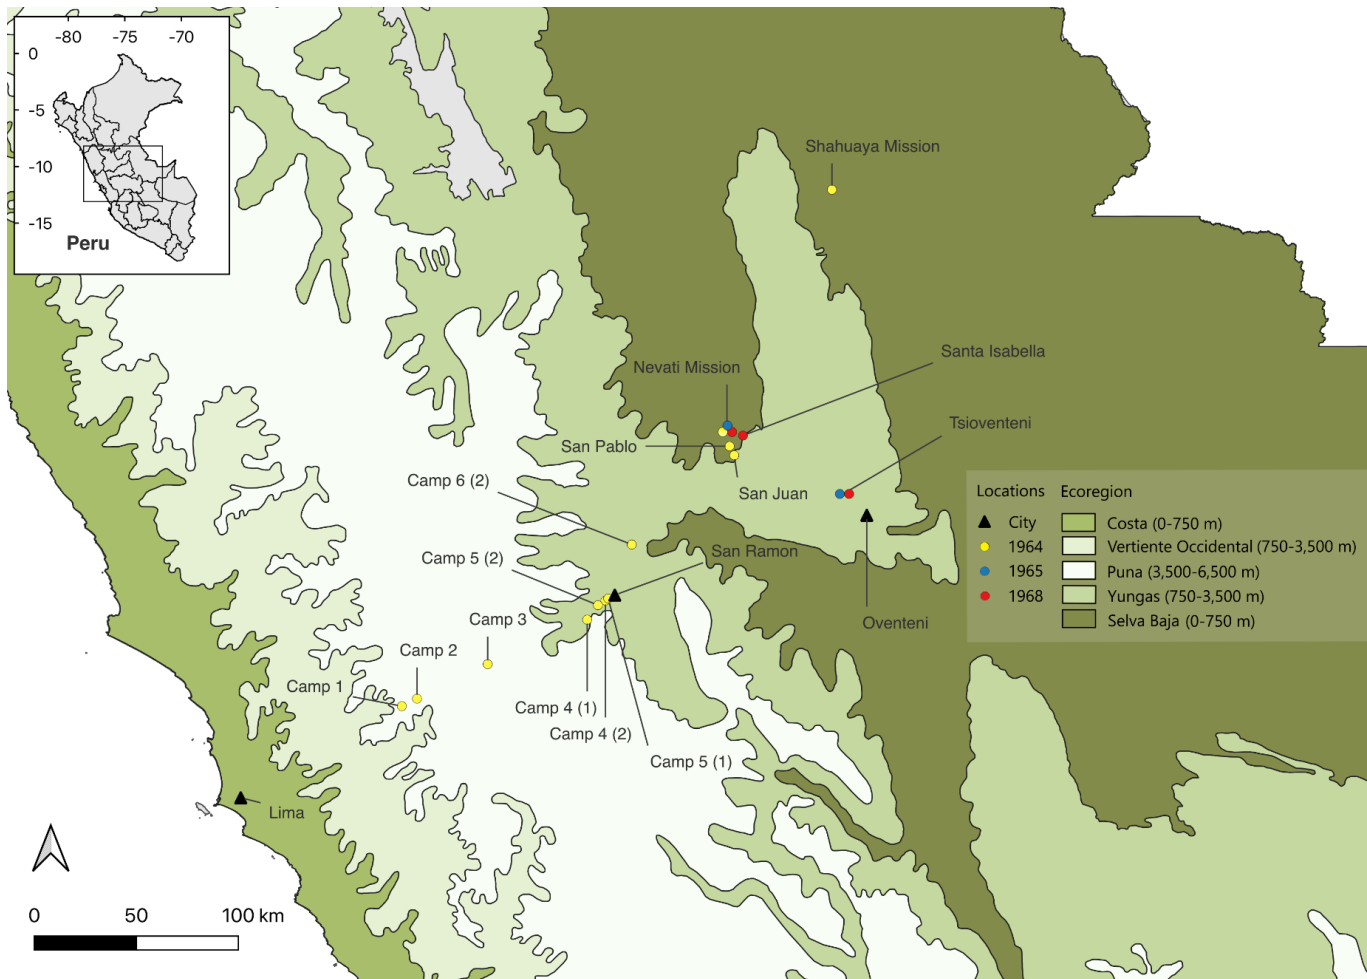 -80 -75 -70
0
-5
-10
-15
Peru
Shahuaya Mission
Santa Isabella
Nevati Mission
Tsioventeni
San Pablo
Camp 6 (2)
San Juan
Locations Ecoregion
City Costa (0-750 m)
1964 Vertiente Occidental (750-3,500 m)
1965 Puna (3,500-6,500 m)
1968 Yungas (750-3,500 m)
Selva Baja (0-750 m)
Camp 5 (2)
San Ramon
Camp 3
Oventeni
Camp 2
Camp 1
Camp 4 (1)
Camp 4 (2)
Camp 5 (1)
Lima
0 50 100 km